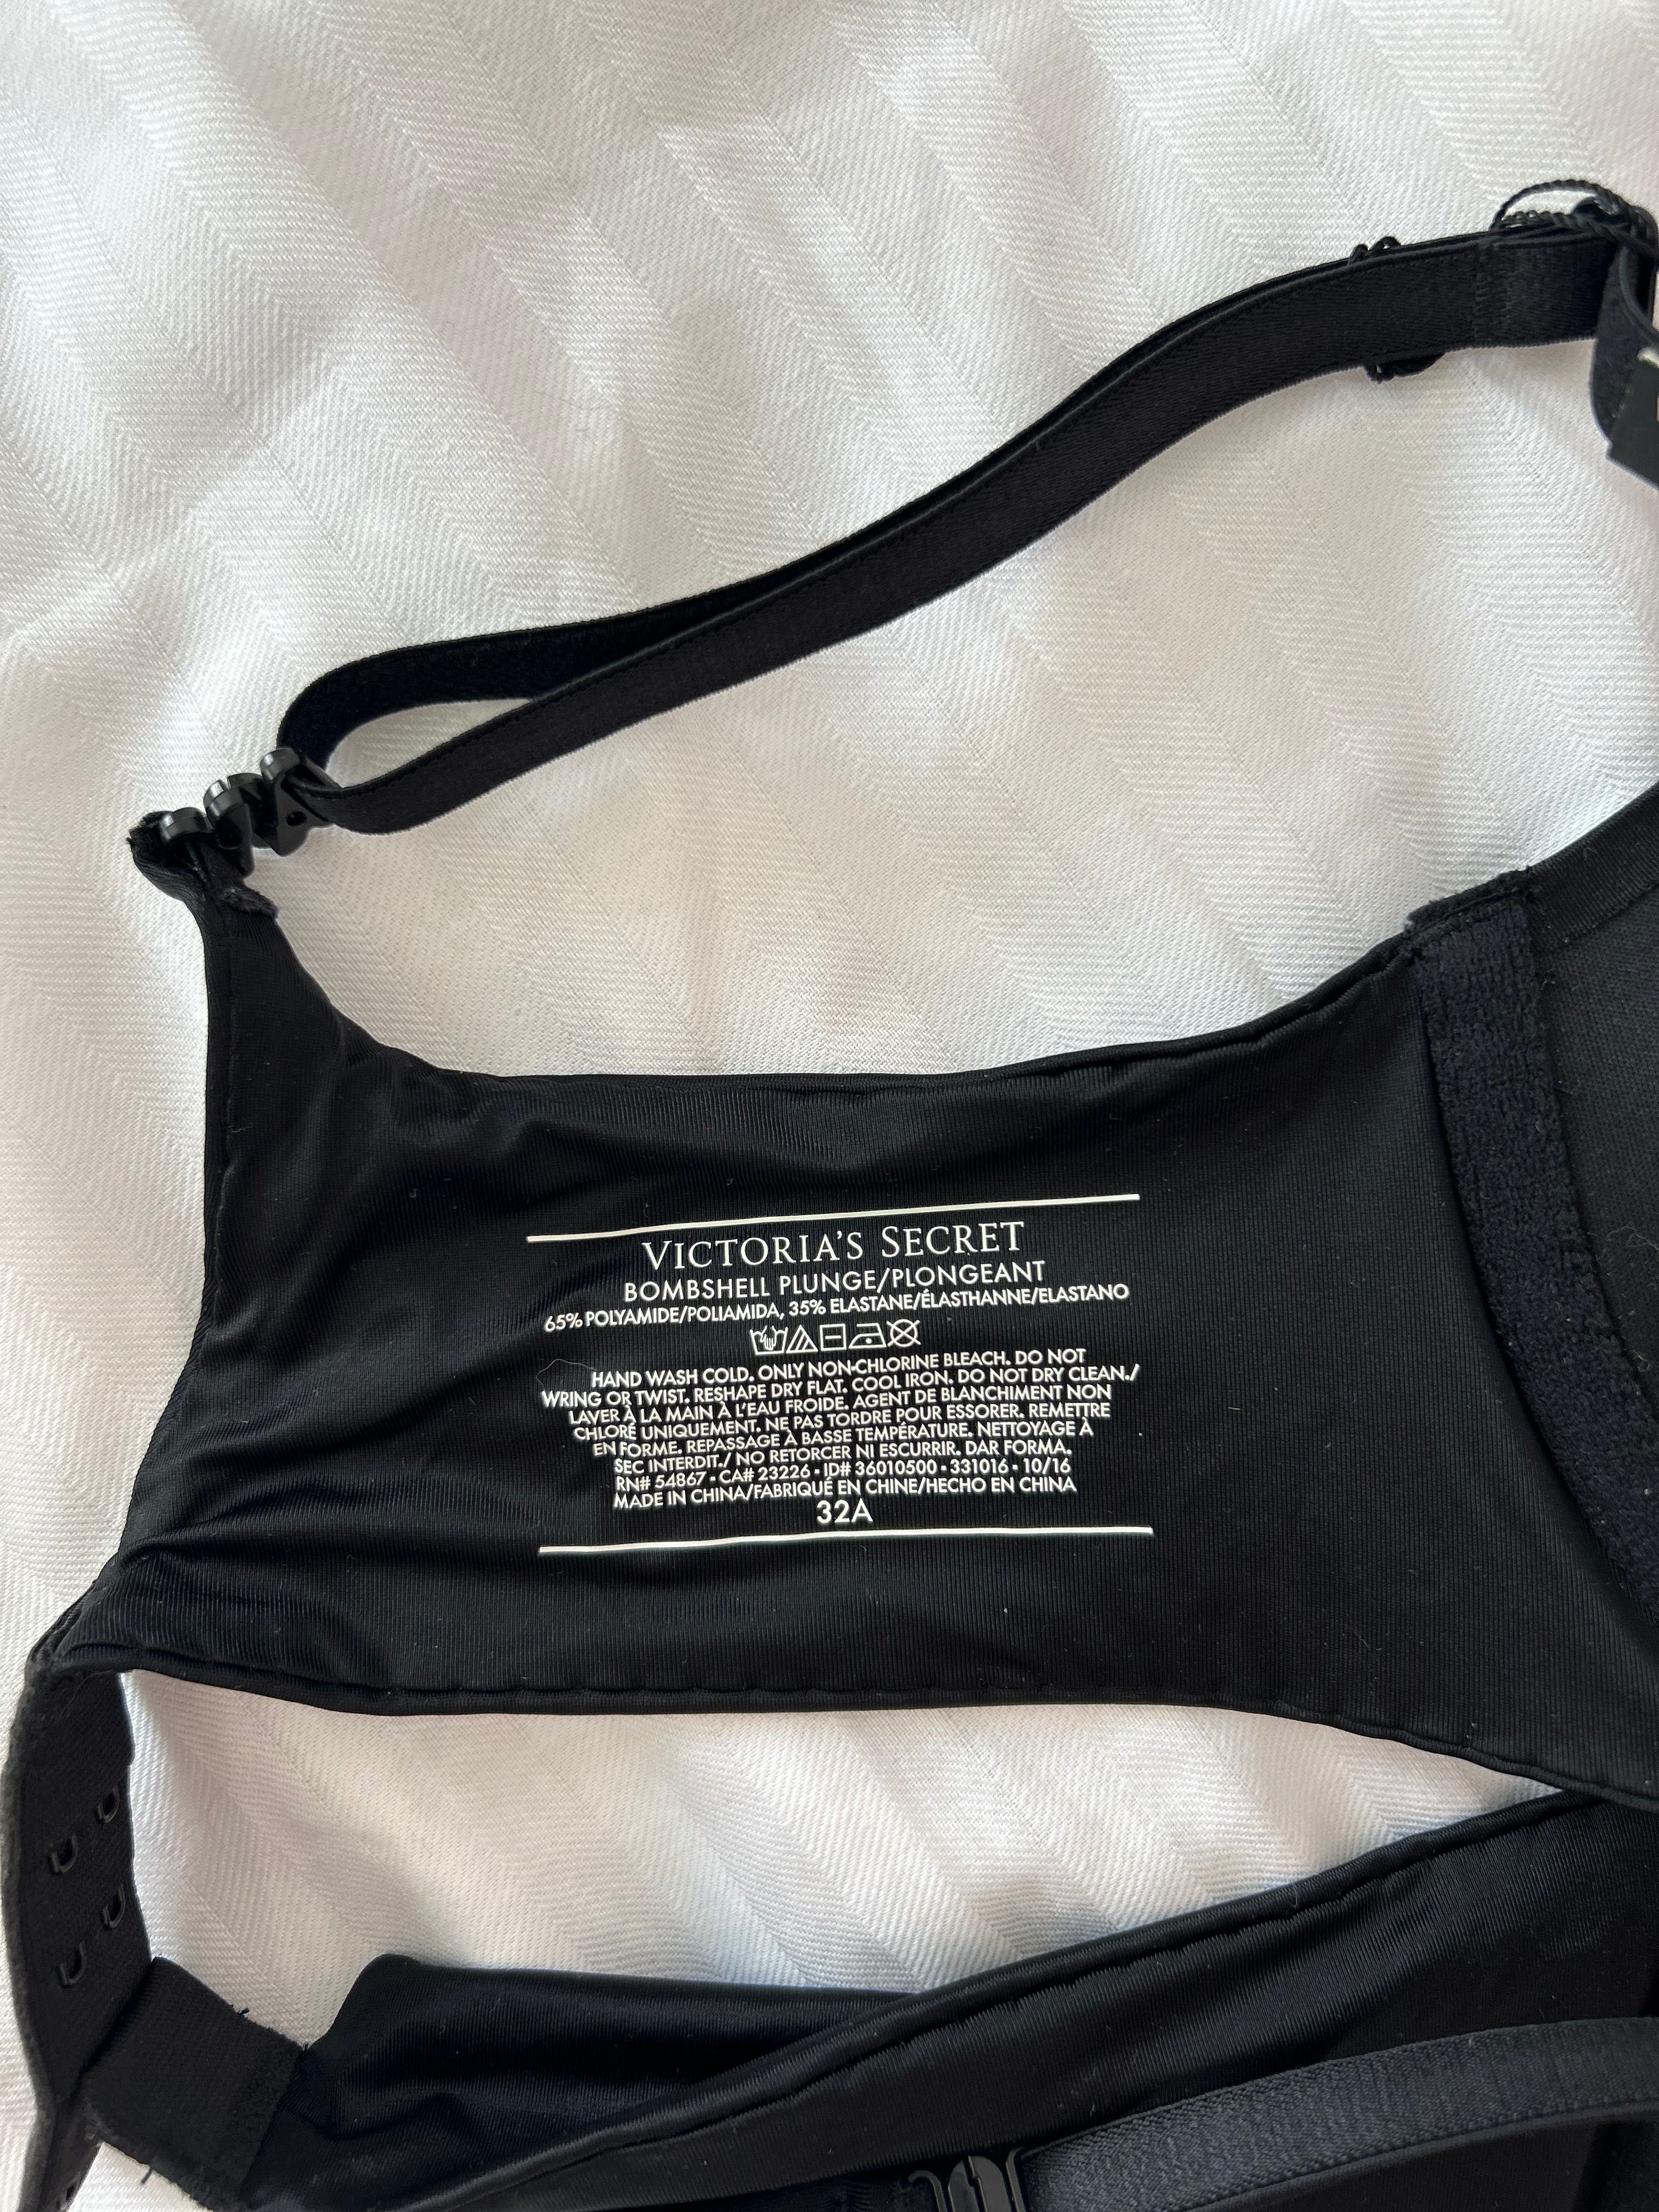 VICTORIA'S SECRET
BOMBSHELL PLUNGE/PLONGEANT
65% POLYAMIDE/POLIAMIDA, 35% ELASTANE/ÉLASTHANNE/ELASTANO
HAND WASH COLD. ONLY NON-CHLORINE BLEACH. DO NOT
WRING OR TWIST. RESHAPE DRY FLAT. COOL IRON. DO NOT DRY CLEAN./
LAVER À LA MAIN À L'EAU FROIDE. AGENT DE BLANCHIMENT NON
CHLORÉ UNIQUEMENT. NE PAS TORDRE POUR ESSORER. REMETTRE
EN FORME. REPASSAGE À BASSE TEMPÉRATURE. NETTOYAGE À
SEC INTERDIT./ NO RETORCER NI ESCURRIR. DAR FORMA.
RN# 54867 • CA# 23226 • ID# 36010500 • 331016 • 10/16
MADE IN CHINA/FABRIQUÉ EN CHINE/HECHO EN CHINA
32A